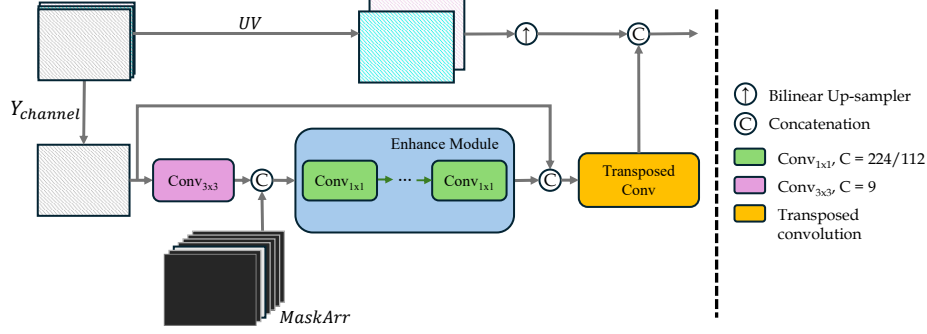 UV
C
Y_channel
Bilinear Up-sampler
C Concatenation
Enhance Module
Conv1x1, C = 224/112
Conv3x3
C
Conv1x1
...
Conv1x1
C
Transposed
Conv
Conv3x3, C = 9
Transposed
convolution
MaskArr